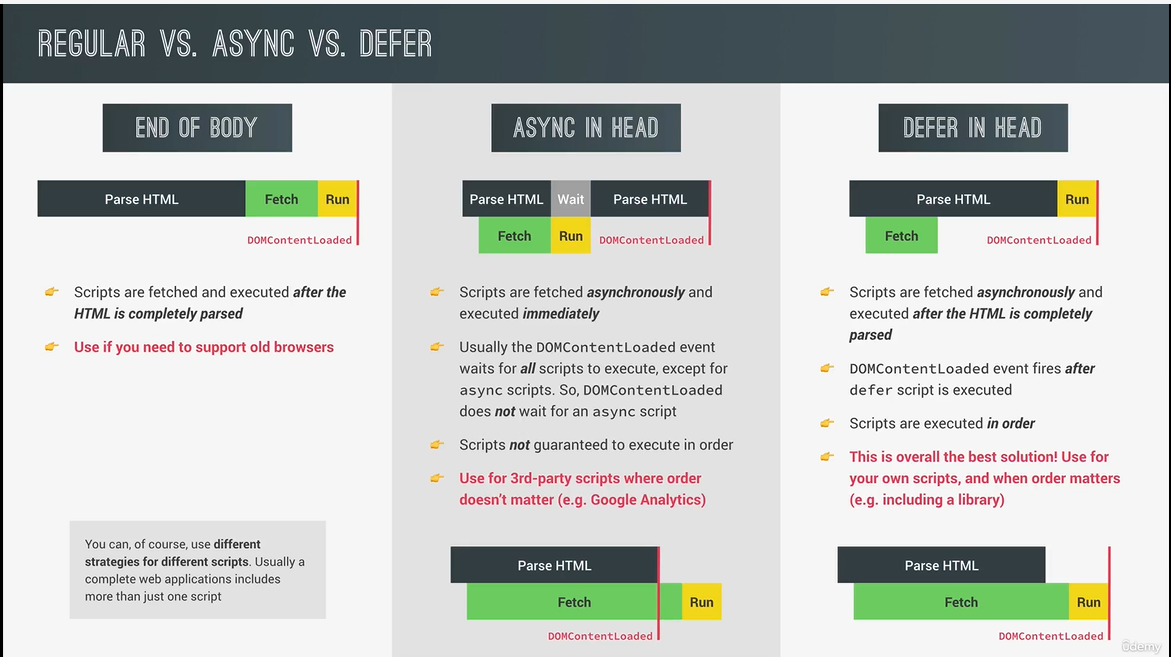 REGULAR VS. ASYNC VS. DEFER
END OF BODY
Parse HTML Fetch Run
DOMContentLoaded
👉 Scripts are fetched and executed after the
HTML is completely parsed
👉 Use if you need to support old browsers
You can, of course, use different
strategies for different scripts. Usually a
complete web applications includes
more than just one script
ASYNC IN HEAD
Parse HTML Wait Parse HTML
Fetch Run DOMContentLoaded
👉 Scripts are fetched asynchronously and
executed immediately
👉 Usually the DOMContentLoaded event
waits for all scripts to execute, except for
async scripts. So, DOMContentLoaded
does not wait for an async script
👉 Scripts not guaranteed to execute in order
👉 Use for 3rd-party scripts where order
doesn’t matter (e.g. Google Analytics)
Parse HTML
Fetch Run
DOMContentLoaded
DEFER IN HEAD
Parse HTML Run
Fetch DOMContentLoaded
👉 Scripts are fetched asynchronously and
executed after the HTML is completely
parsed
👉 DOMContentLoaded event fires after
defer script is executed
👉 Scripts are executed in order
👉 This is overall the best solution! Use for
your own scripts, and when order matters
(e.g. including a library)
Parse HTML
Fetch Run
DOMContentLoaded
ûdemy